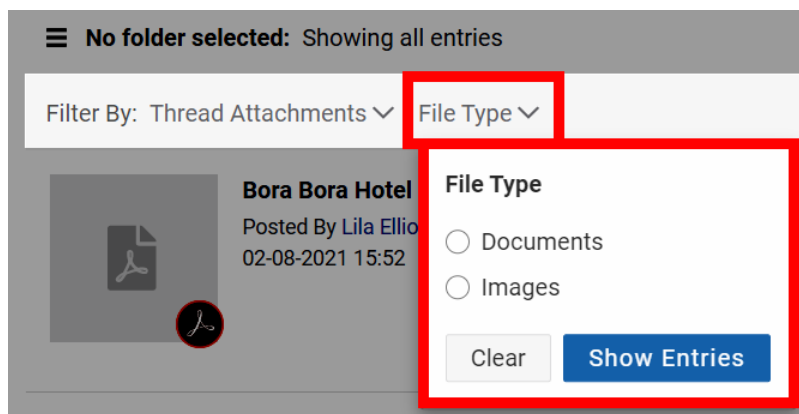 No folder selected: Showing all entries
Filter By: Thread Attachments File Type
Bora Bora Hotel
Posted By Lila Ellio
02-08-2021 15:52
File Type
Documents
Images
Clear Show Entries